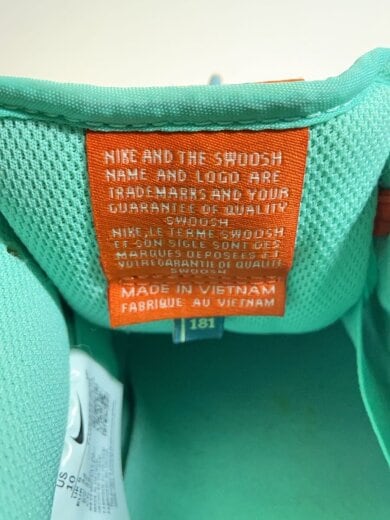 NIKE AND THE SWOOSH
NAME AND LOGO ARE
TRADEMARKS AND YOUR
GUARANTEE OF QUALITY
SWOOSH
NIKE,LE TERME SWOOSH
ET SON SIGLE SONT DES
MARQUES DEPOSEES ET
VOTRE GARANTIE DE QUALITE
SWOOSH
MADE IN VIETNAM
FABRIQUE AU VIETNAM
181
US
10